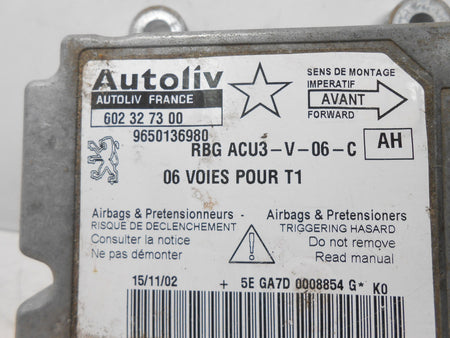 Autoliv
AUTOLIV FRANCE
602 32 73 00
9650136980
SENS DE MONTAGE
IMPERATIF
AVANT
FORWARD
RBG ACU3-V-06-C
AH
06 VOIES POUR T1
Airbags & Pretensionneurs -
RISQUE DE DECLENCHEMENT
Consulter la notice
Ne pas démonter
Airbags & Pretensioners
TRIGGERING HASARD
Do not remove
Read manual
15/11/02 + 5E GA7D 0008854 G* K0